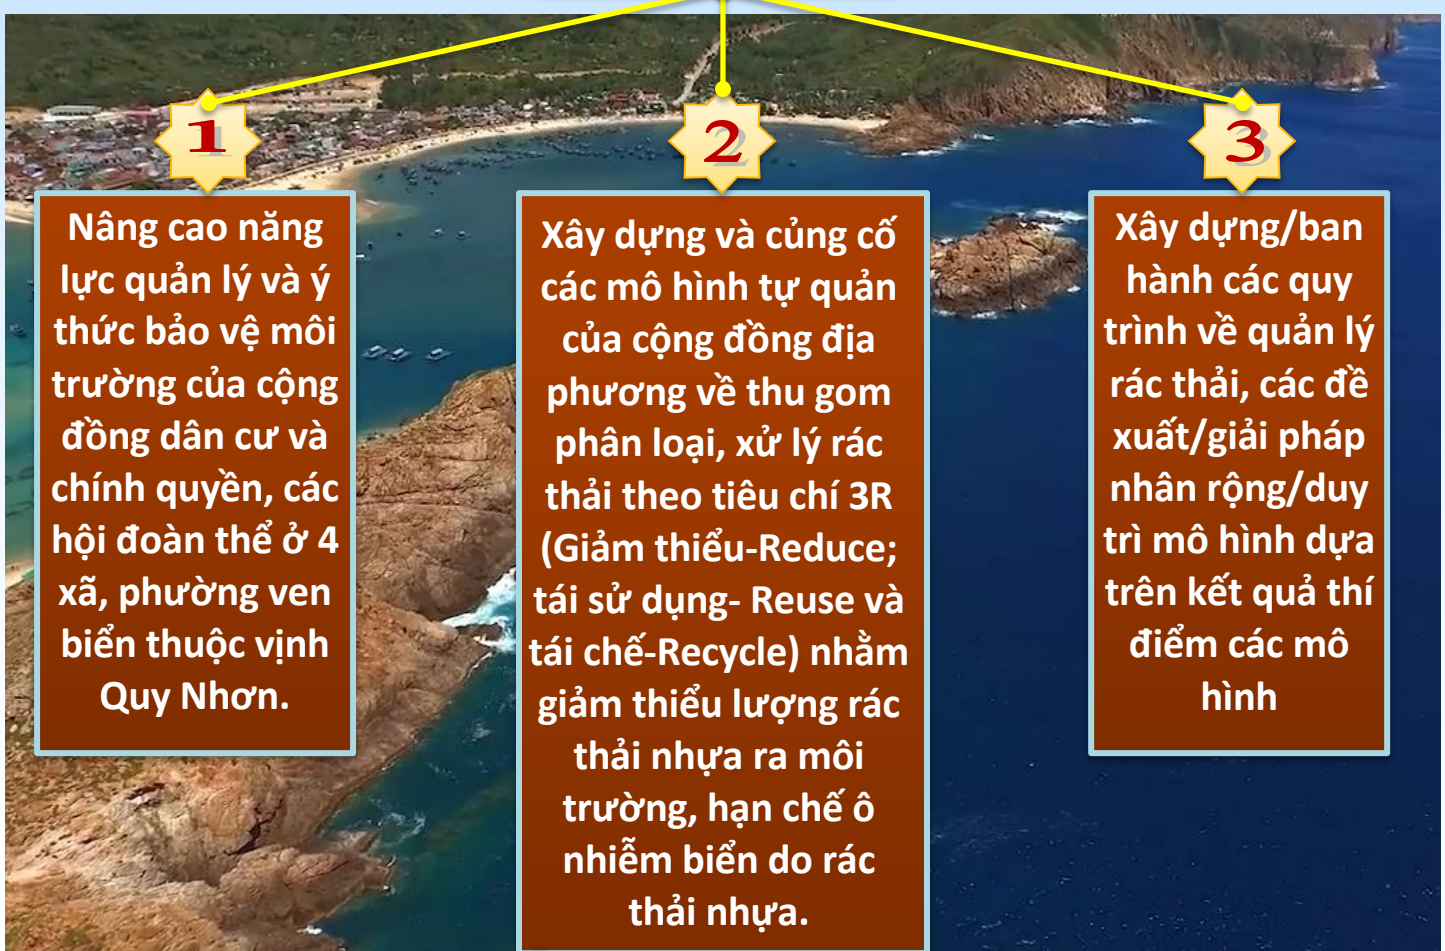 1
Nâng cao năng
lực quản lý và ý
thức bảo vệ môi
trường của cộng
đồng dân cư và
chính quyền, các
hội đoàn thể ở 4
xã, phường ven
biển thuộc vịnh
Quy Nhơn.
2
Xây dựng và củng cố
các mô hình tự quản
của cộng đồng địa
phương về thu gom
phân loại, xử lý rác
thải theo tiêu chí 3R
(Giảm thiểu-Reduce;
tái sử dụng- Reuse và
tái chế-Recycle) nhằm
giảm thiểu lượng rác
thải nhựa ra môi
trường, hạn chế ô
nhiễm biển do rác
thải nhựa.
3
Xây dựng/ban
hành các quy
trình về quản lý
rác thải, các đề
xuất/giải pháp
nhân rộng/duy
trì mô hình dựa
trên kết quả thí
điểm các mô
hình